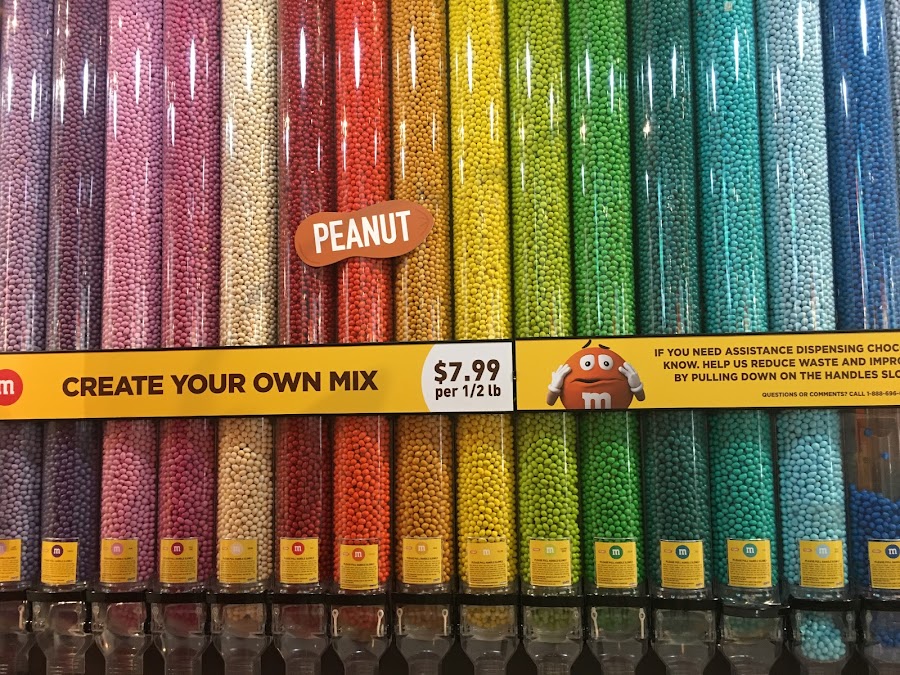 PEANUT
m
CREATE YOUR OWN MIX
$7.99
per 1/2 lb
m
IF YOU NEED ASSISTANCE DISPENSING CHOC
KNOW. HELP US REDUCE WASTE AND IMPRO
BY PULLING DOWN ON THE HANDLES SLO
QUESTIONS OR COMMENTS? CALL 1-888-696-
m
m
m
m
m
m
m
m
m
m
m
m
m
m